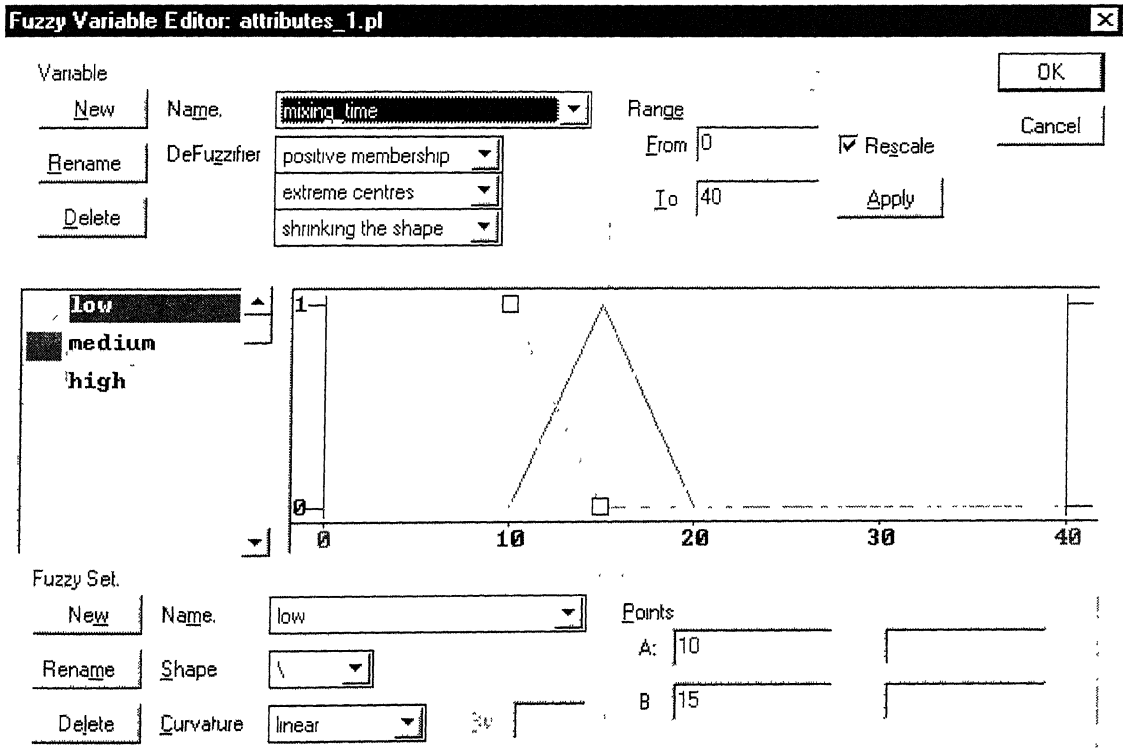 Fuzzy Variable Editor: attributes_1.pl
Variable
New Name. mixing_time
Rename DeFuzzifier positive membership
extreme centres
Delete shrinking the shape
Range
From 0
To 40
Rescale
Apply
OK
Cancel
low
medium
high
1
0
0 10 20 30 40
Fuzzy Set.
New Name. low
Rename Shape \
Delete Curvature linear
Points
A: 10
B 15